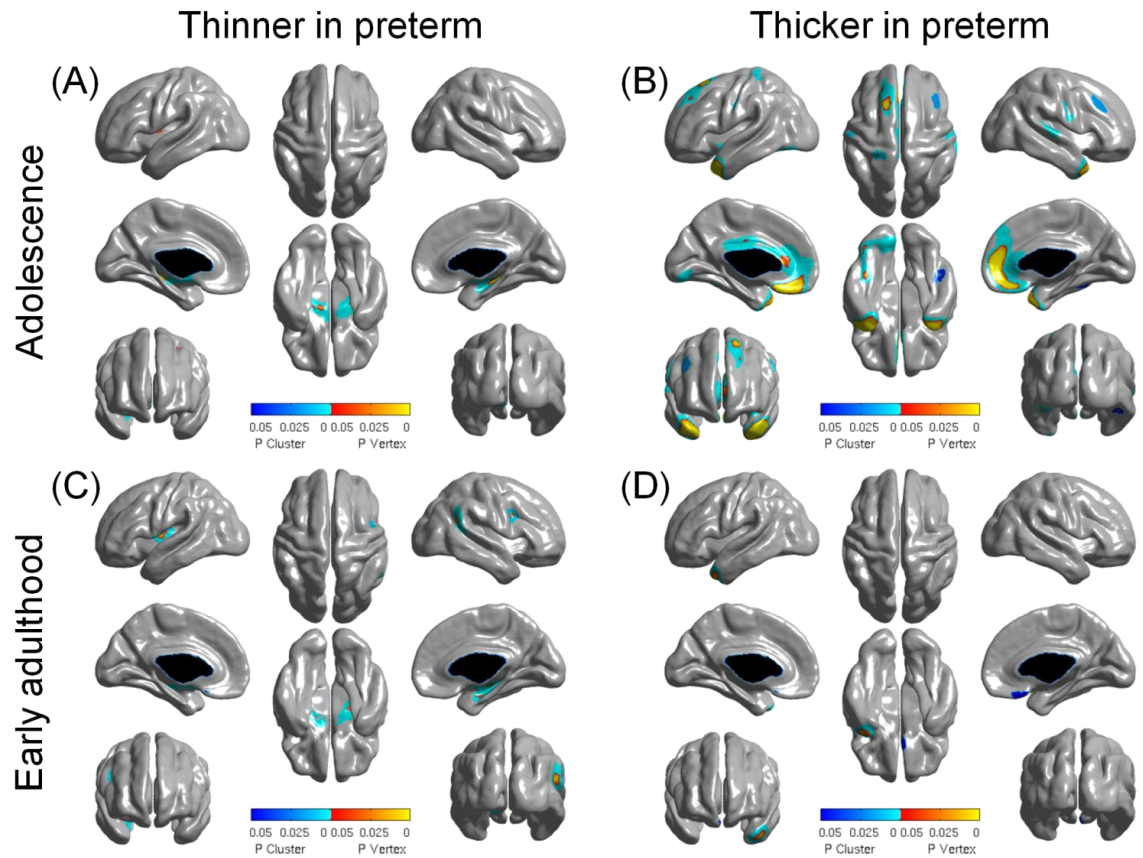 Thinner in preterm
Thicker in preterm
Adolescence
(A)
0.05 0.025 0 0.05 0.025 0
P Cluster P Vertex
(B)
0.05 0.025 0 0.05 0.025 0
P Cluster P Vertex
Early adulthood
(C)
0.05 0.025 0 0.05 0.025 0
P Cluster P Vertex
(D)
0.05 0.025 0 0.05 0.025 0
P Cluster P Vertex